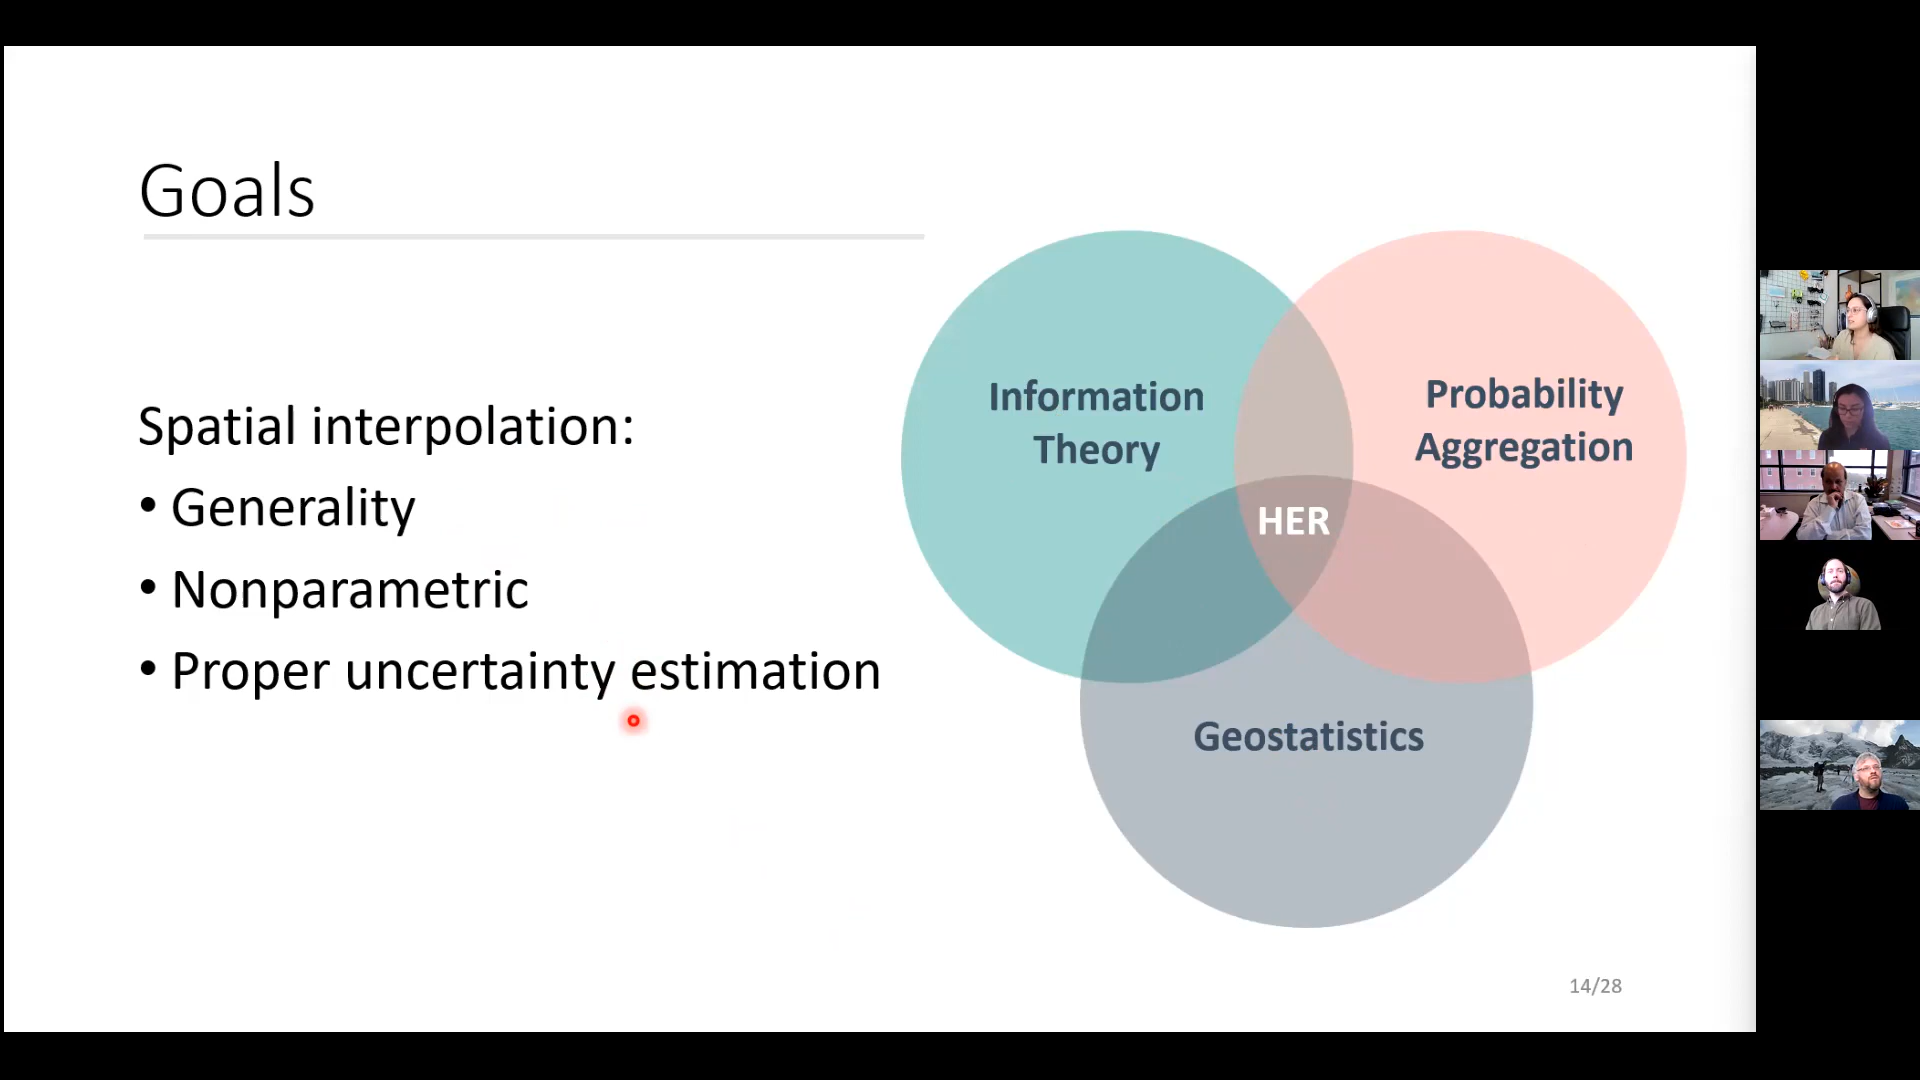 Goals
Spatial interpolation:
• Generality
• Nonparametric
• Proper uncertainty estimation
Information
Theory
Probability
Aggregation
HER
Geostatistics
14/28